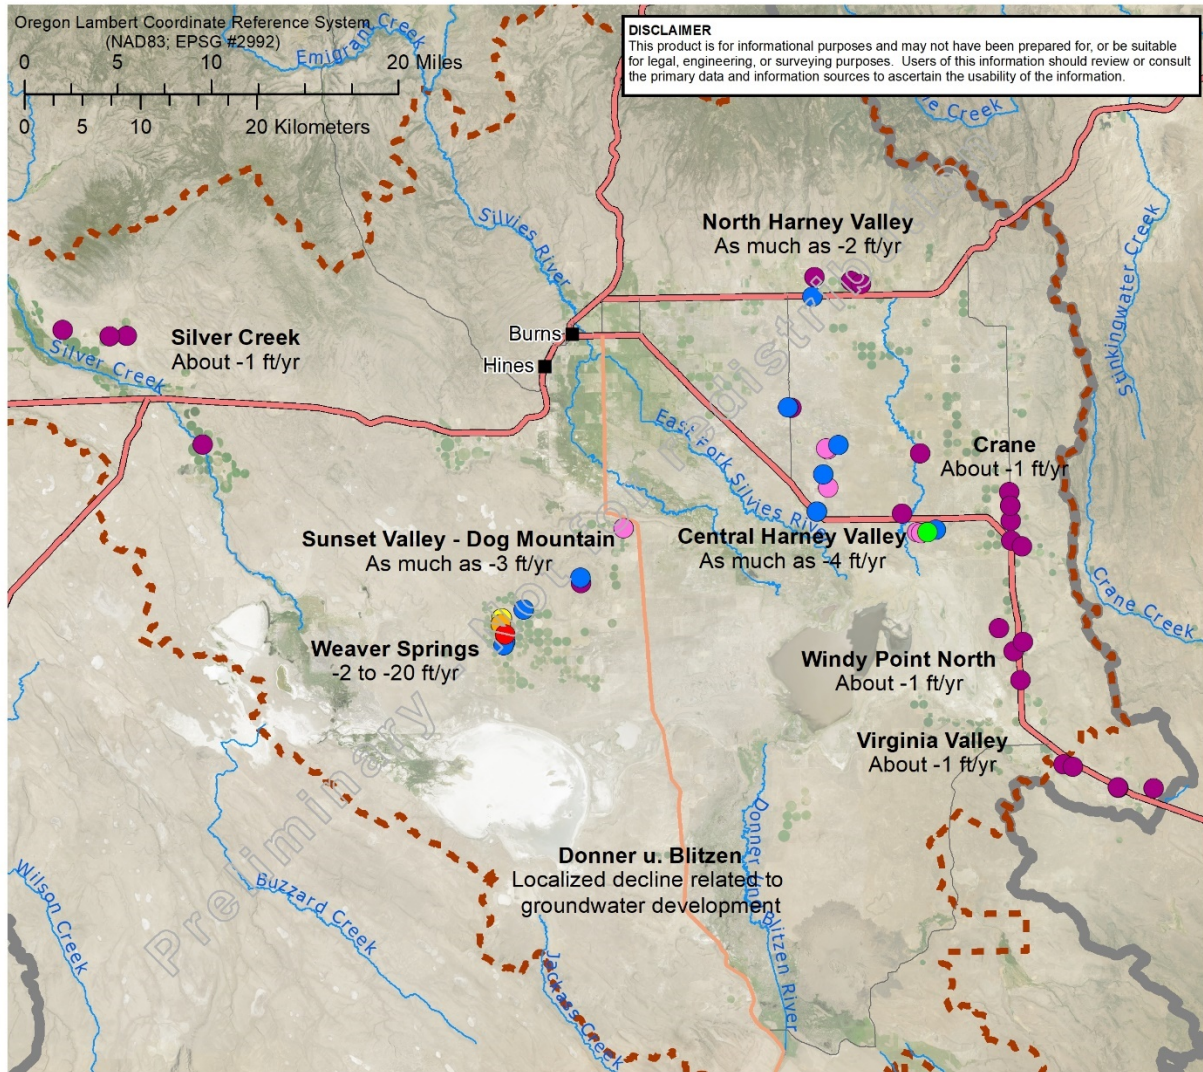 Oregon Lambert Coordinate Reference System
(NAD83; EPSG #2992)
0 5 10 20 Miles
0 5 10 20 Kilometers
DISCLAIMER
This product is for informational purposes and may not have been prepared for, or be suitable
for legal, engineering, or surveying purposes. Users of this information should review or consult
the primary data and information sources to ascertain the usability of the information.
Emigrant Creek
Creek
Silvies River
North Harney Valley
As much as -2 ft/yr
Stinkingwater Creek
Silver Creek
About -1 ft/yr
Silver Creek
Burns
Hines
East Fork Silvies River
Crane
About -1 ft/yr
Sunset Valley - Dog Mountain
As much as -3 ft/yr
Central Harney Valley
As much as -4 ft/yr
Crane Creek
Weaver Springs
-2 to -20 ft/yr
Windy Point North
About -1 ft/yr
Virginia Valley
About -1 ft/yr
Donner u. Blitzen
Localized decline related to
groundwater development
Donner und Blitzen River
Wilson Creek
Buzzard Creek
Jackass Creek
Preliminary